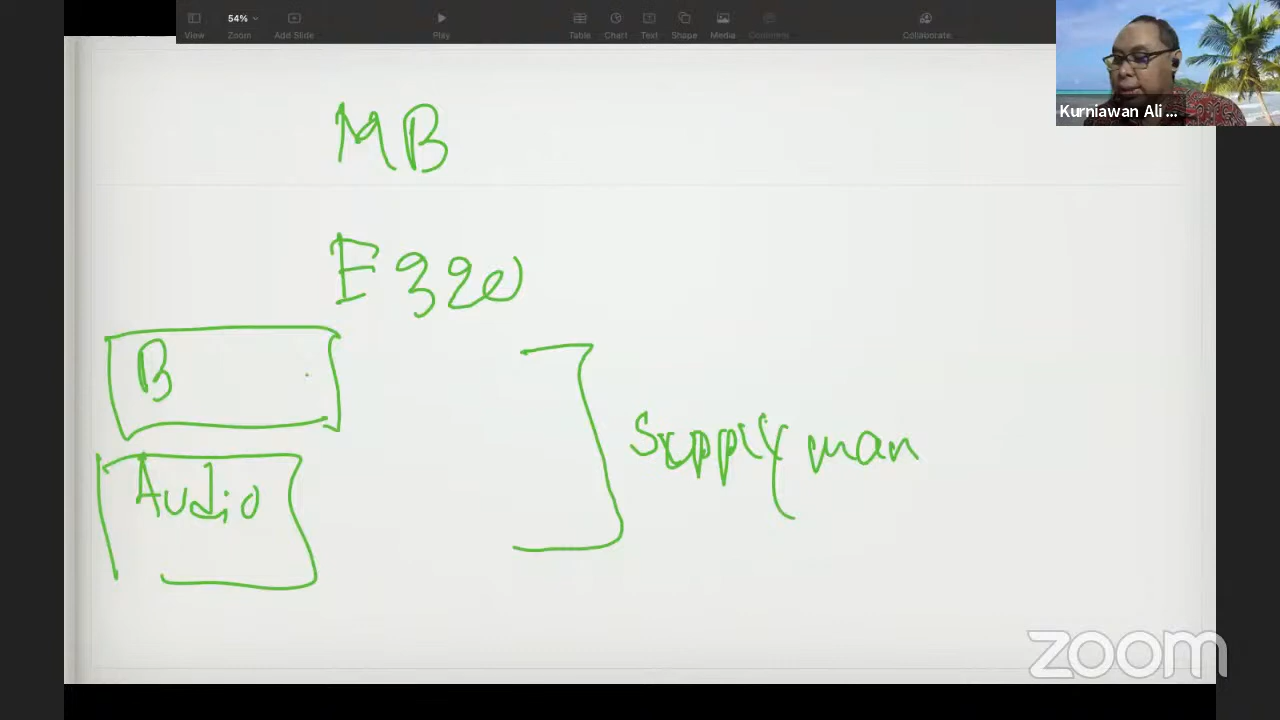 54%
View Zoom Add Slide Play Table Chart Text Shape Media Comment Collaborate
Kurniawan Ali ...
MB
E320
B
Audio
Supply man
zoom